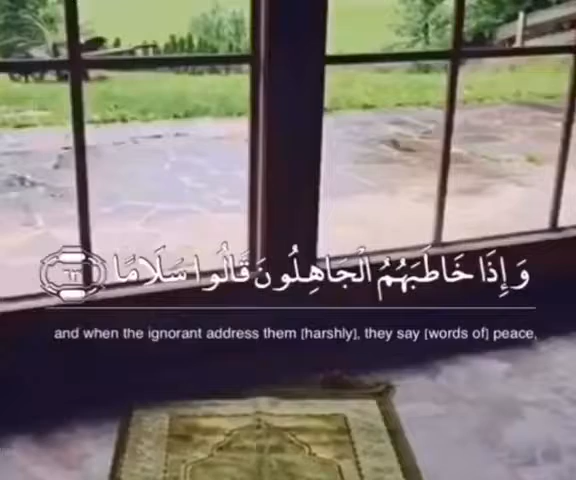 وَإِذَا خَاطَبَهُمُ الْجَاهِلُونَ قَالُوا سَلَامًا ٦٣
and when the ignorant address them [harshly], they say [words of] peace,